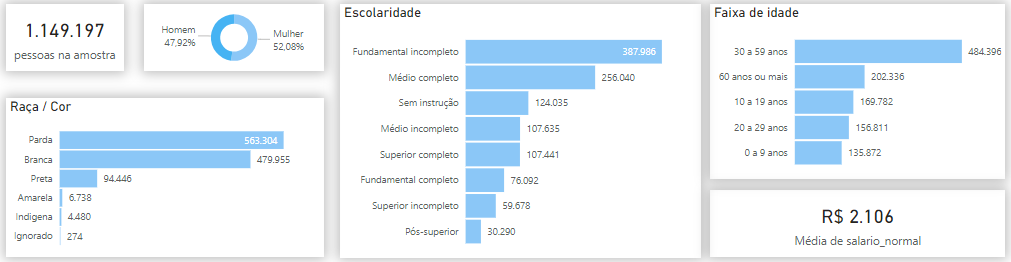 1.149.197
pessoas na amostra
Homem
47,92%
Mulher
52,08%
Raça / Cor
Parda 563.304
Branca 479.955
Preta 94.446
Amarela 6.738
Indigena 4.480
Ignorado 274
Escolaridade
Fundamental incompleto 387.986
Médio completo 256.040
Sem instrução 124.035
Médio incompleto 107.635
Superior completo 107.441
Fundamental completo 76.092
Superior incompleto 59.678
Pós-superior 30.290
Faixa de idade
30 a 59 anos 484.396
60 anos ou mais 202.336
10 a 19 anos 169.782
20 a 29 anos 156.811
0 a 9 anos 135.872
R$ 2.106
Média de salario_normal